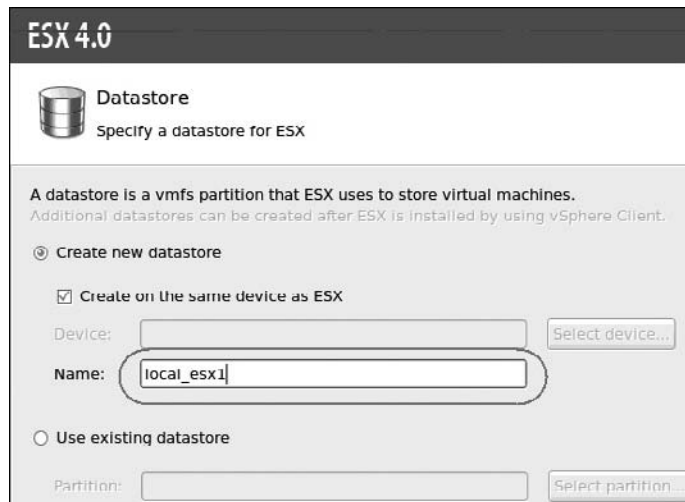 ESX 4.0
Datastore
Specify a datastore for ESX
A datastore is a vmfs partition that ESX uses to store virtual machines.
Additional datastores can be created after ESX is installed by using vSphere Client.
Create new datastore
Create on the same device as ESX
Device:
Select device...
Name:
local_esx1
Use existing datastore
Partition:
Select partition...